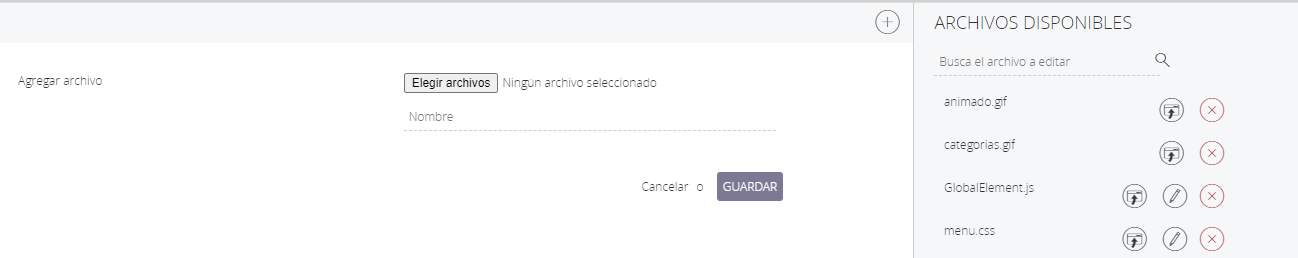 Agregar archivo
Elegir archivos Ningún archivo seleccionado
Nombre
Cancelar o GUARDAR
ARCHIVOS DISPONIBLES
Busca el archivo a editar
animado.gif
categorias.gif
GlobalElement.js
menu.css